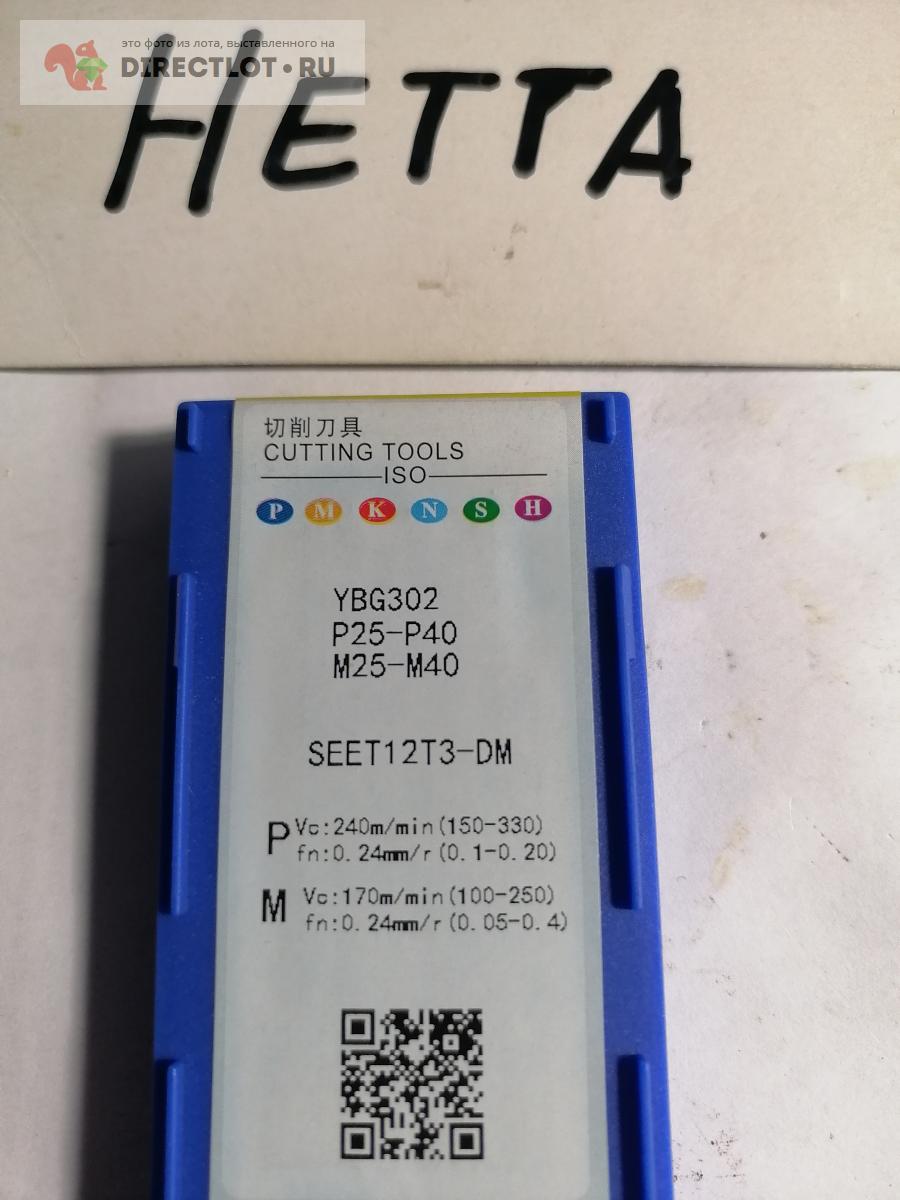 это фото из лота, выставленного на
DIRECTLOT•RU
НЕТТА
切削刀具
CUTTING TOOLS
ISO
P M K N S H
YBG302
P25-P40
M25-M40
SEET12T3-DM
P Vc:240m/min(150-330)
fn:0.24mm/r(0.1-0.20)
M Vc:170m/min(100-250)
fn:0.24mm/r(0.05-0.4)